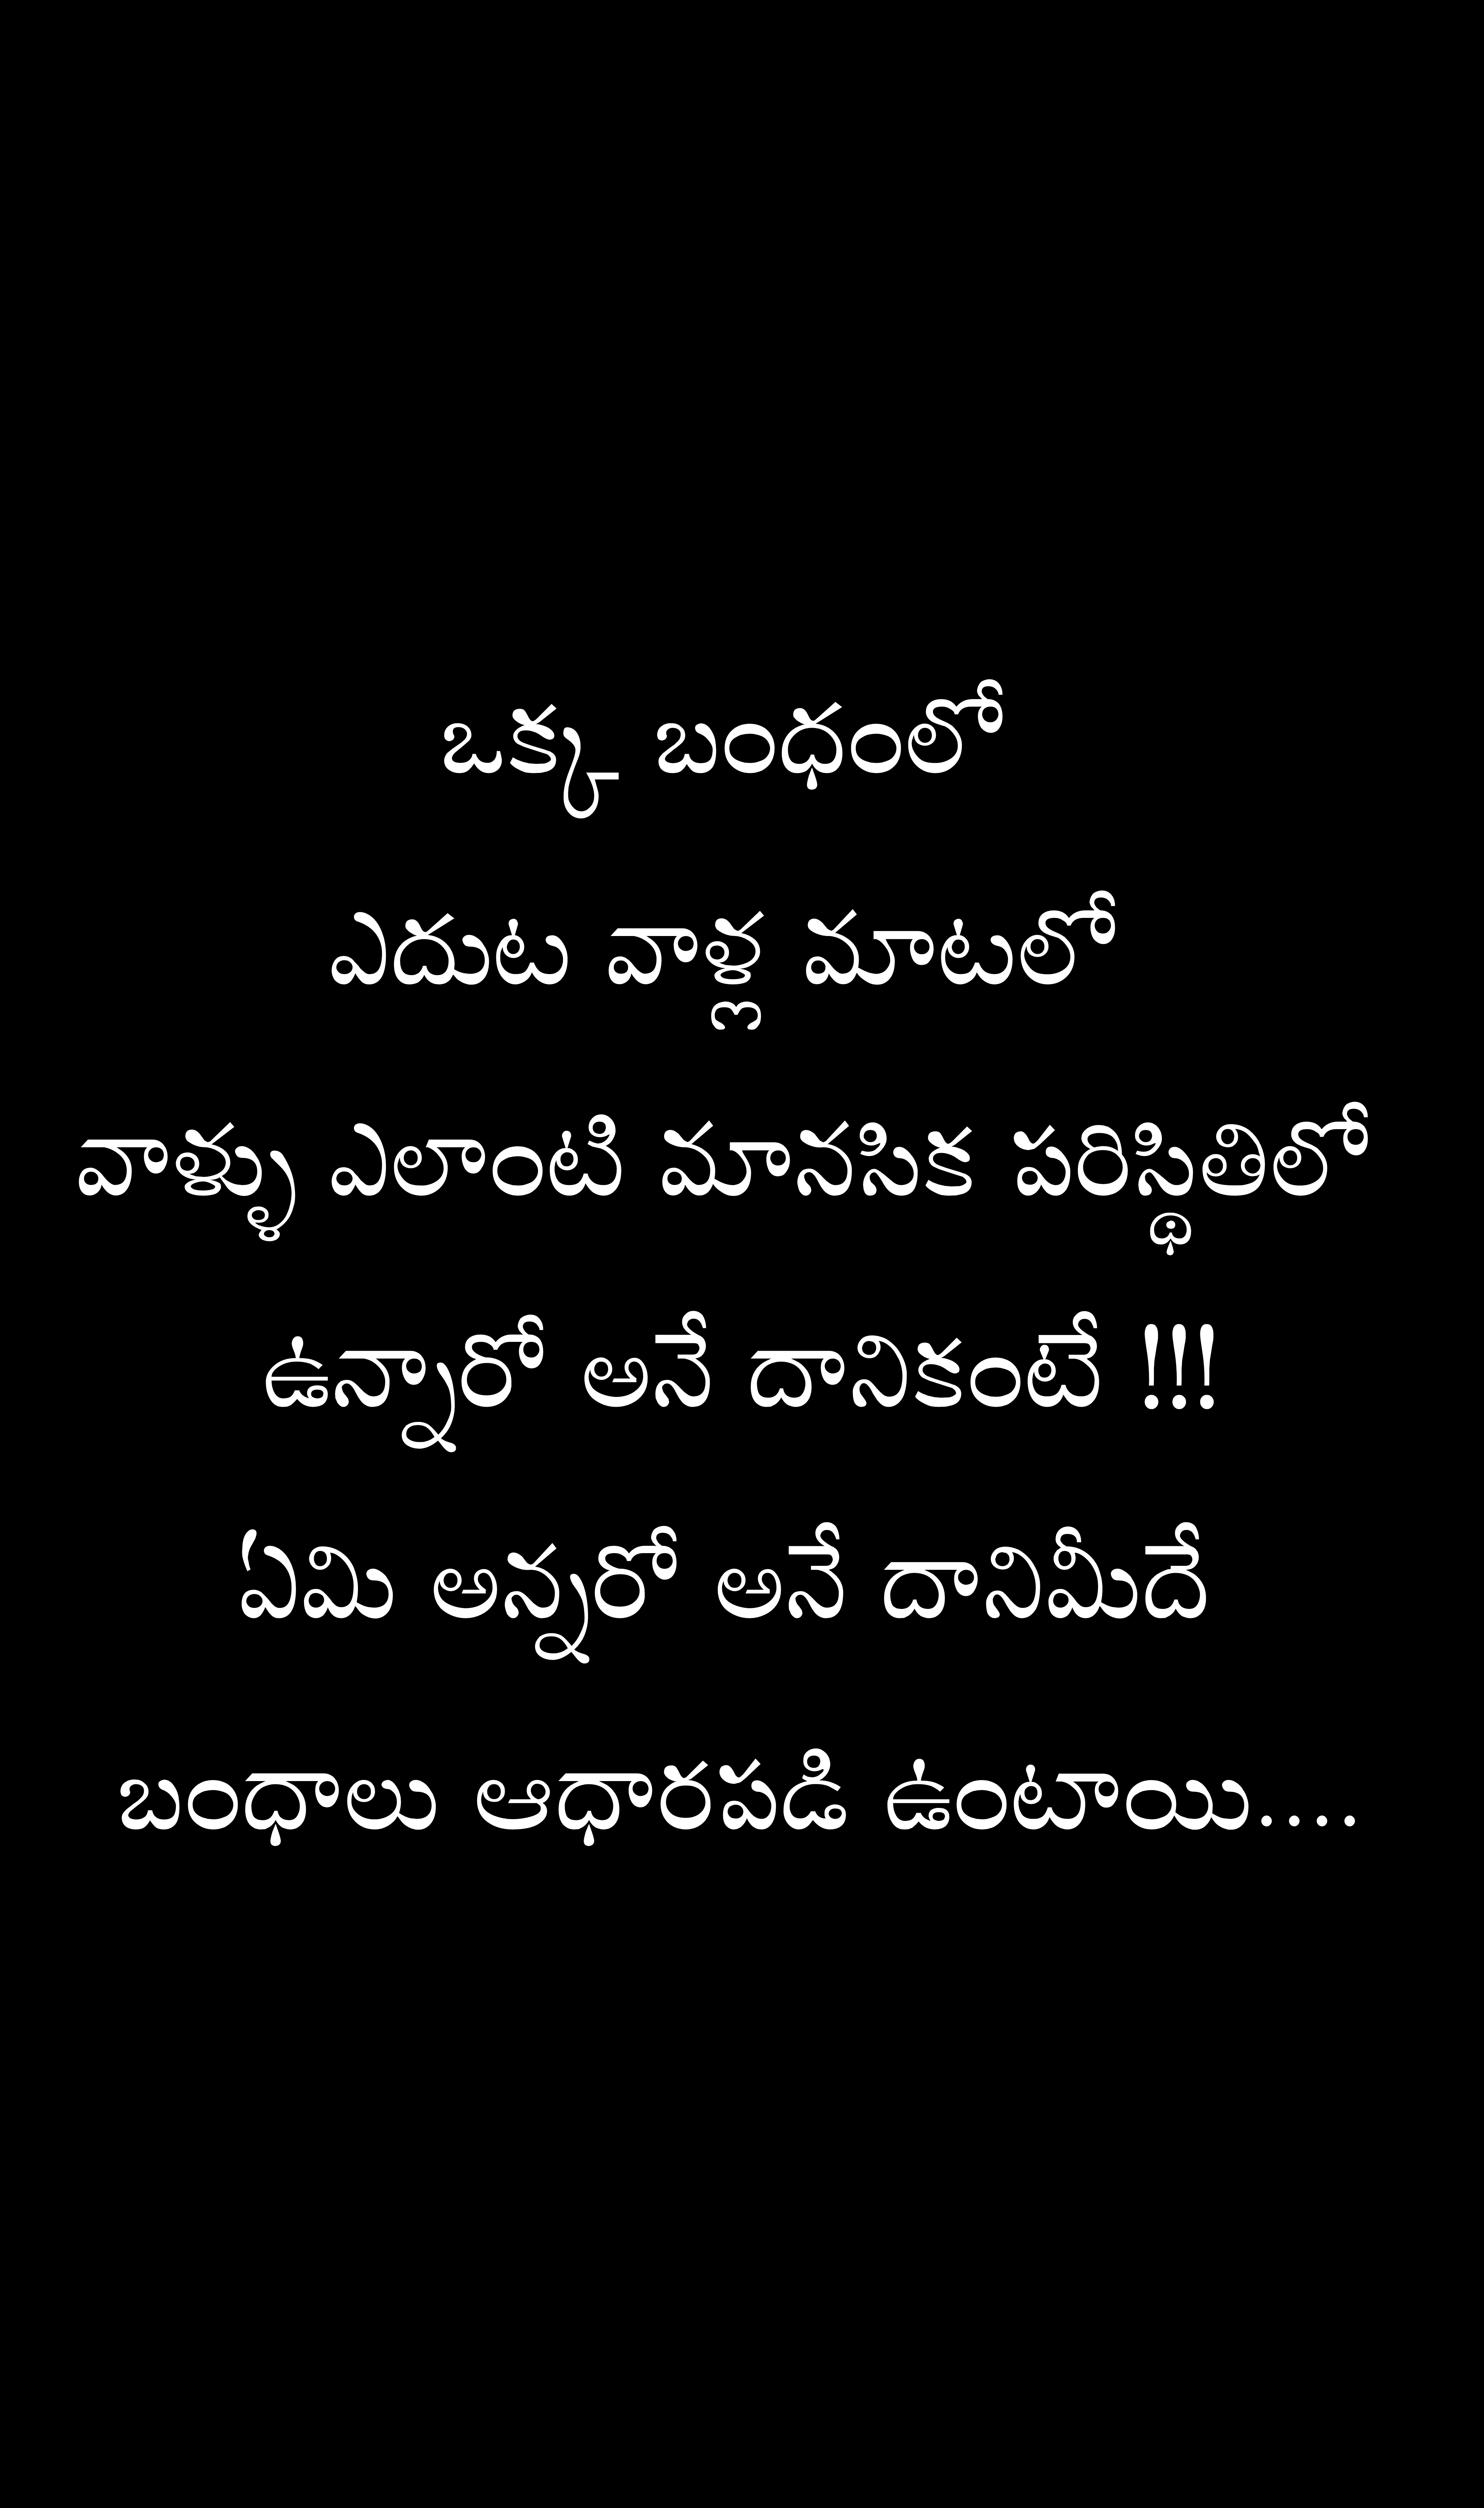 ఒక్క బంధంలో
ఎదుట వాళ్ల మాటలో
వాళ్ళు ఎలాంటి మానసిక పరిస్థితిలో
ఉన్నారో అనే దానికంటే !!!
ఏమి అన్నరో అనే దానిమీదే
బంధాలు ఆధారపడి ఉంటాయి....